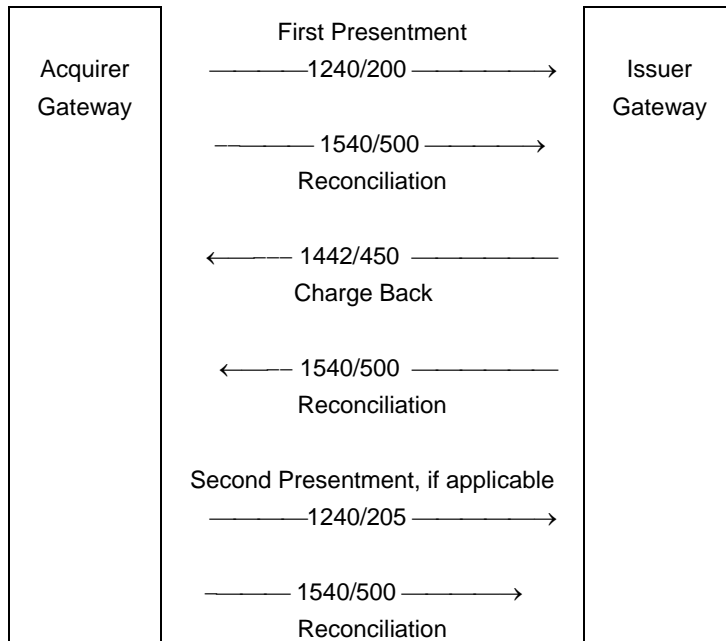 First Presentment
Acquirer
Gateway
1240/200
Issuer
Gateway
1540/500
Reconciliation
1442/450
Charge Back
1540/500
Reconciliation
Second Presentment, if applicable
1240/205
1540/500
Reconciliation